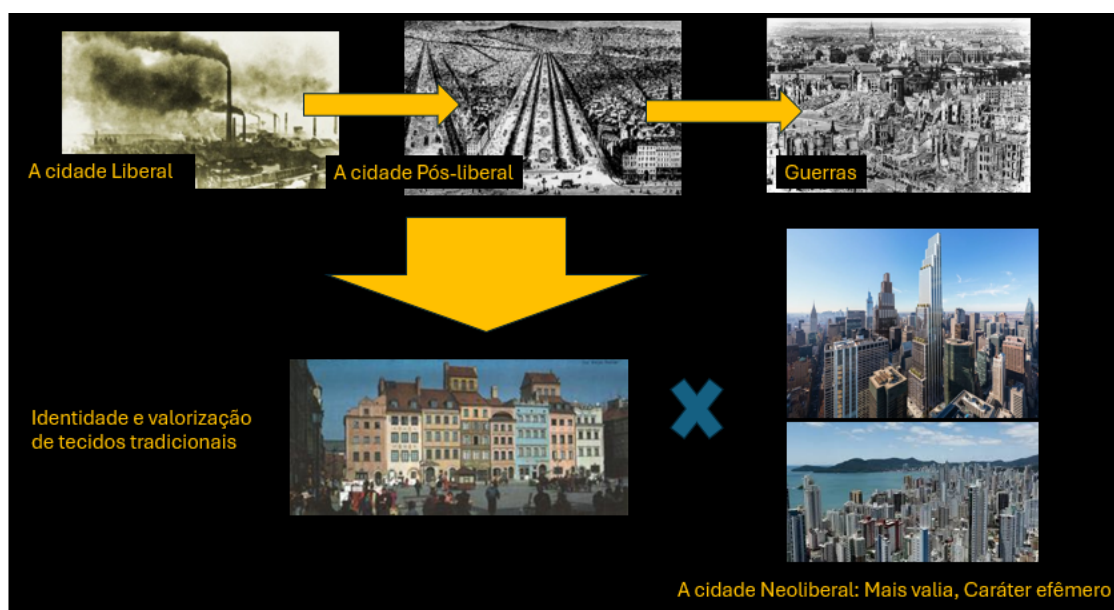 A cidade Liberal
A cidade Pós-liberal
Guerras
Identidade e valorização
de tecidos tradicionais
A cidade Neoliberal: Mais valia, Caráter efêmero